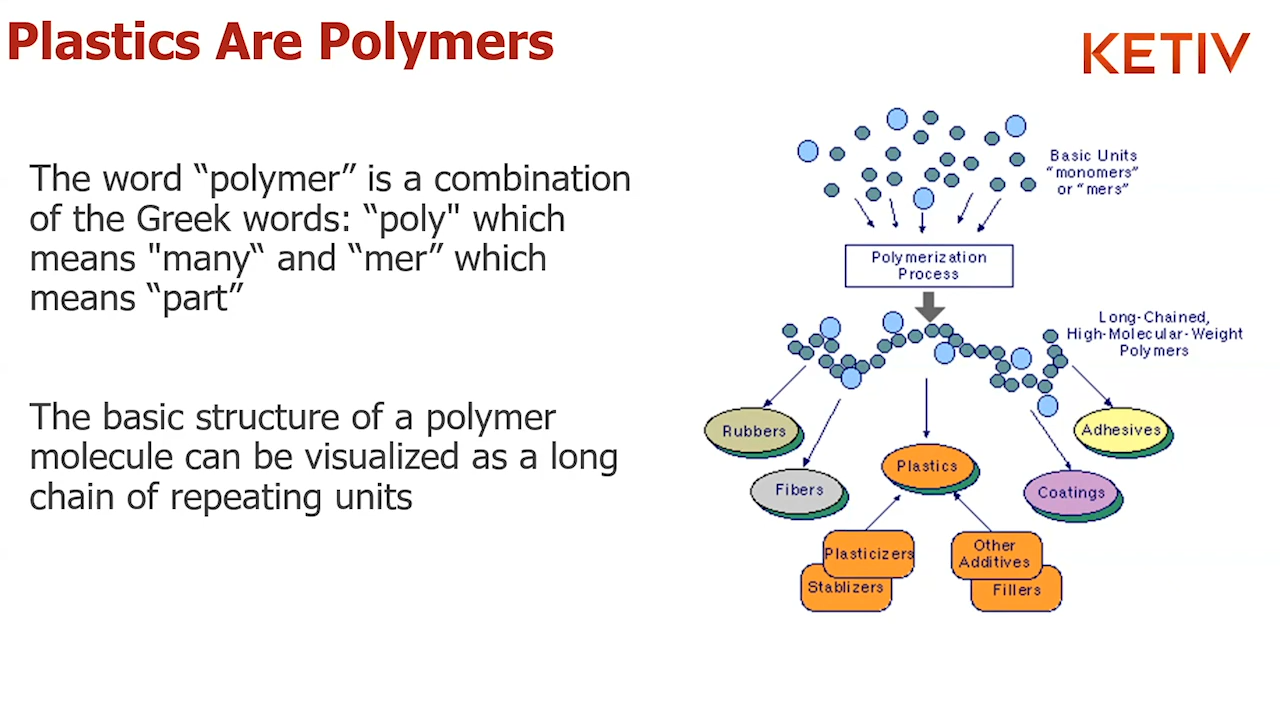 Plastics Are Polymers
KETIV
The word “polymer” is a combination
of the Greek words: “poly" which
means "many“ and “mer” which
means “part”
The basic structure of a polymer
molecule can be visualized as a long
chain of repeating units
Basic Units
“monomers”
or “mers”
Polymerization
Process
Long-Chained,
High-Molecular-Weight
Polymers
Rubbers
Adhesives
Plastics
Fibers
Coatings
Plasticizers
Stablizers
Other
Additives
Fillers